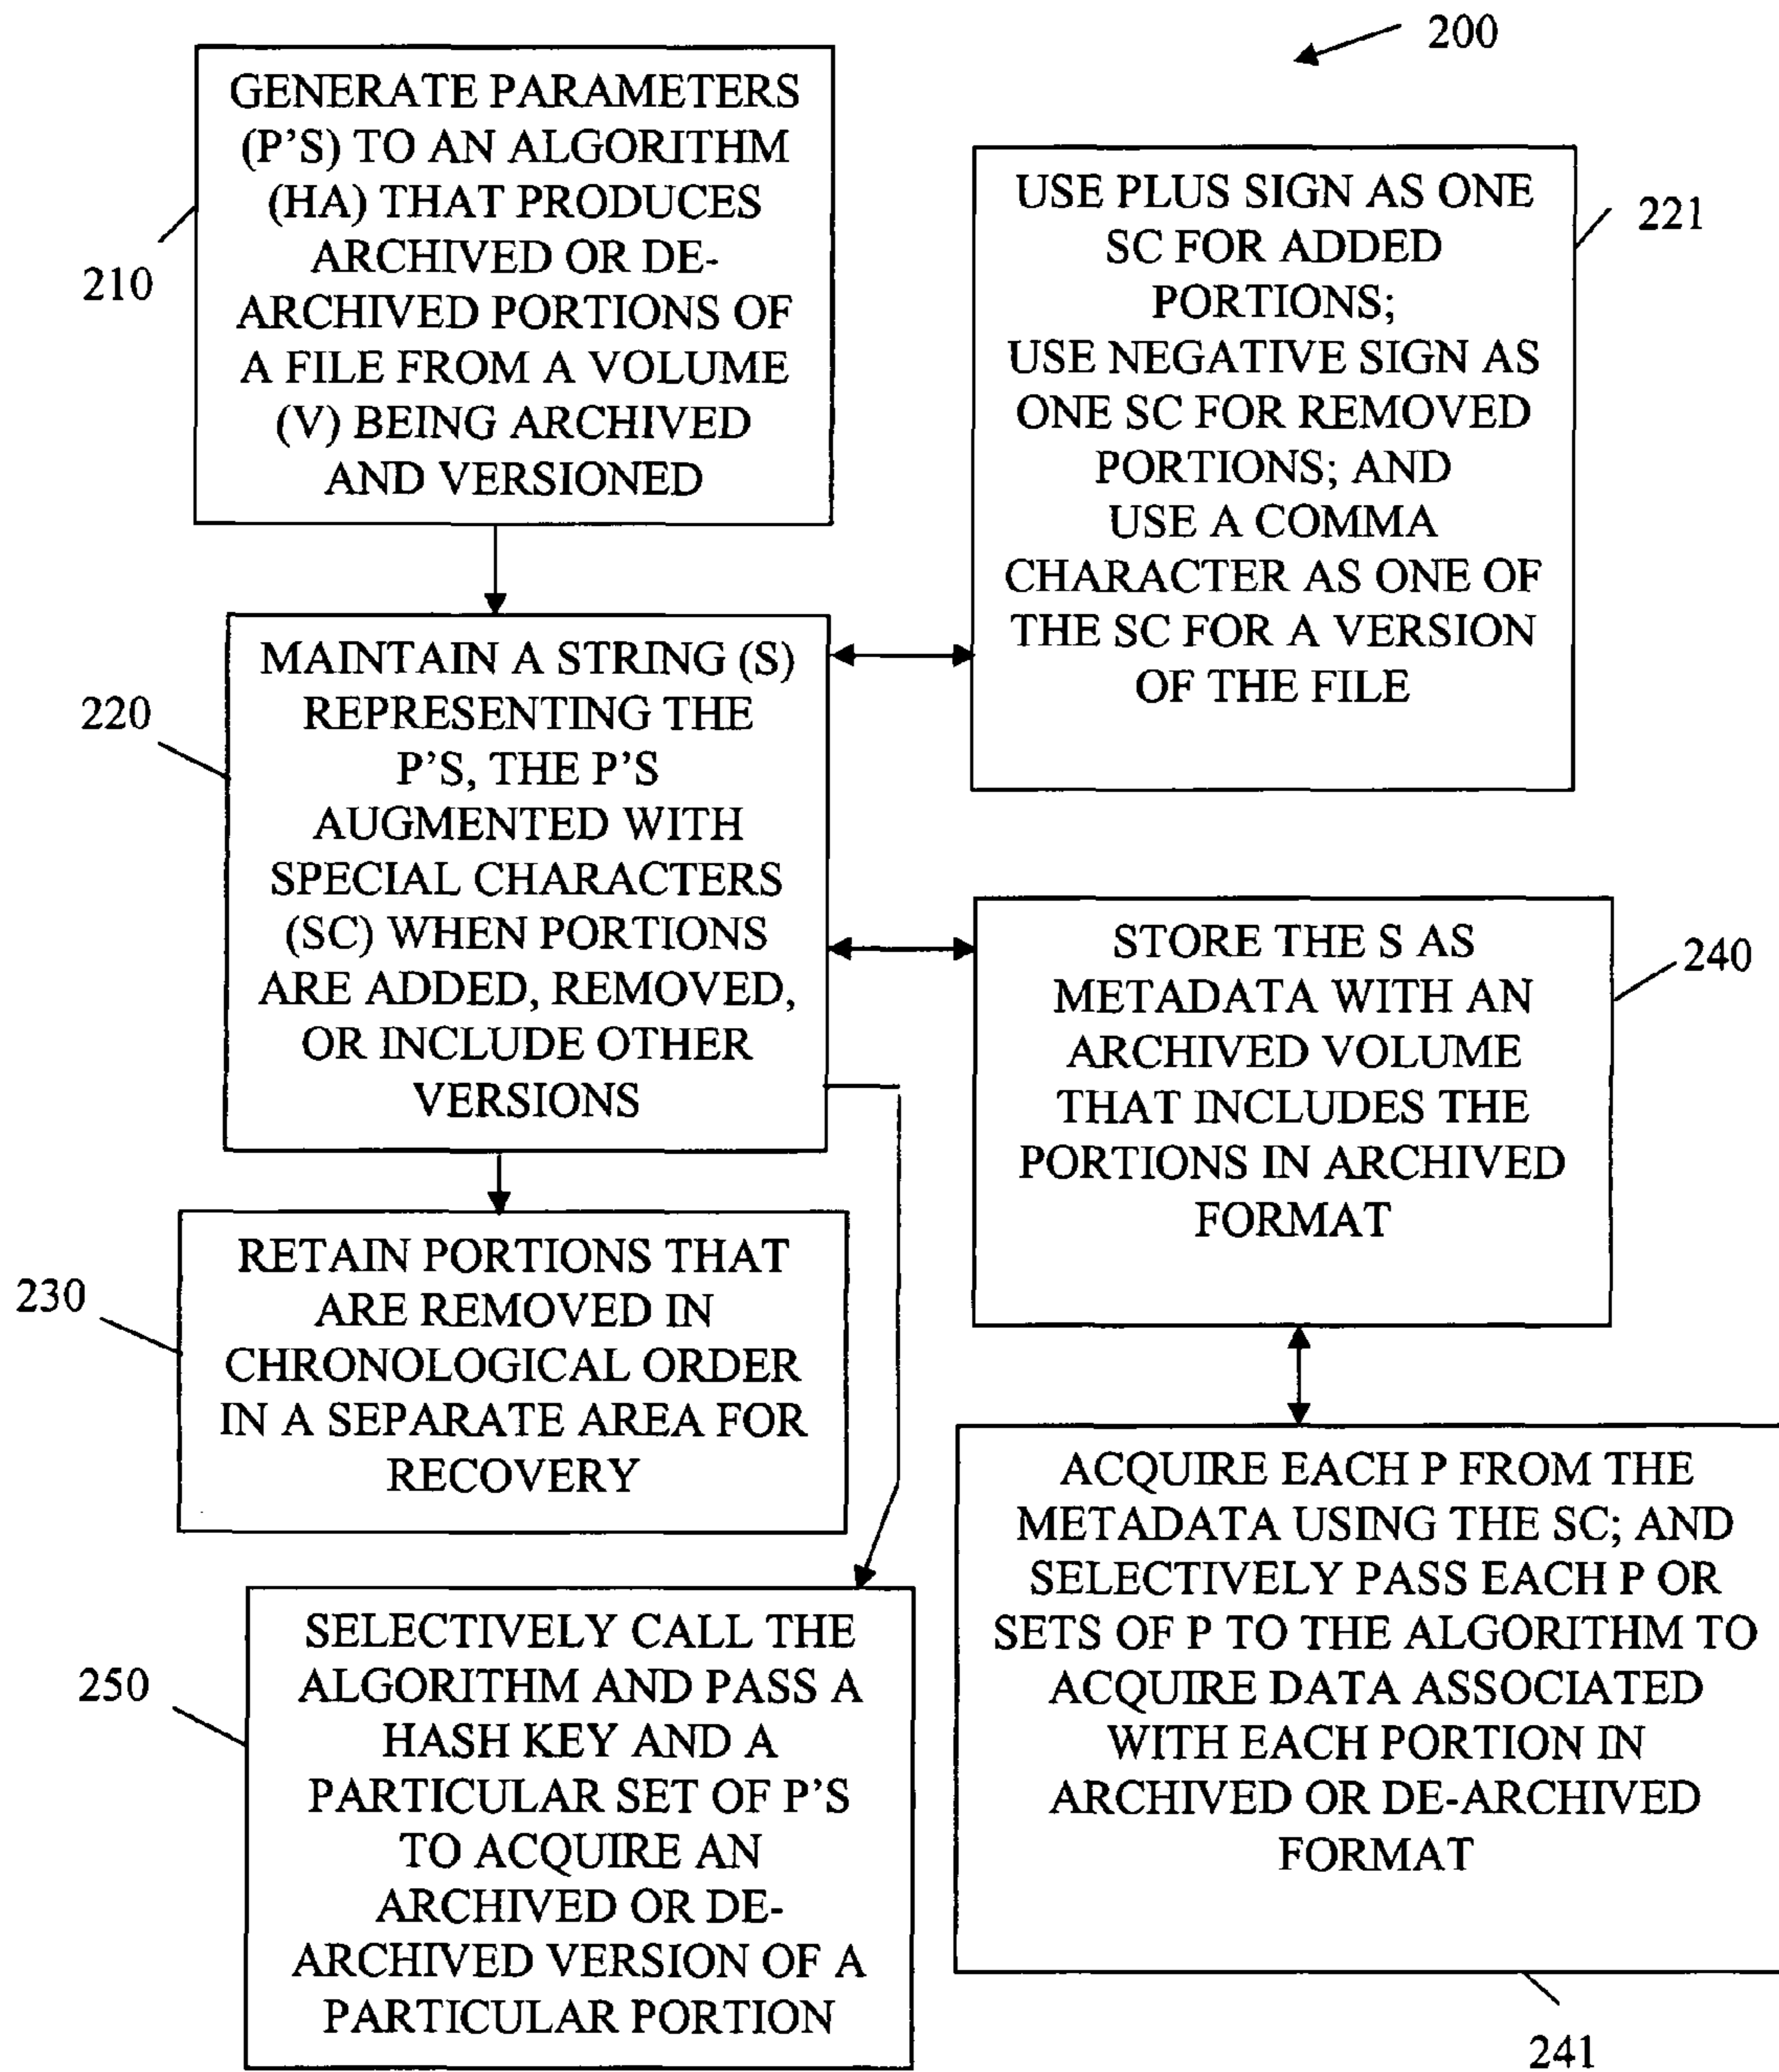 200
GENERATE PARAMETERS
(P'S) TO AN ALGORITHM
(HA) THAT PRODUCES
ARCHIVED OR DE-
ARCHIVED PORTIONS OF
A FILE FROM A VOLUME
(V) BEING ARCHIVED
AND VERSIONED
210
USE PLUS SIGN AS ONE
SC FOR ADDED
PORTIONS;
USE NEGATIVE SIGN AS
ONE SC FOR REMOVED
PORTIONS; AND
USE A COMMA
CHARACTER AS ONE OF
THE SC FOR A VERSION
OF THE FILE
221
MAINTAIN A STRING (S)
REPRESENTING THE
P'S, THE P'S
AUGMENTED WITH
SPECIAL CHARACTERS
(SC) WHEN PORTIONS
ARE ADDED, REMOVED,
OR INCLUDE OTHER
VERSIONS
220
STORE THE S AS
METADATA WITH AN
ARCHIVED VOLUME
THAT INCLUDES THE
PORTIONS IN ARCHIVED
FORMAT
240
RETAIN PORTIONS THAT
ARE REMOVED IN
CHRONOLOGICAL ORDER
IN A SEPARATE AREA FOR
RECOVERY
230
ACQUIRE EACH P FROM THE
METADATA USING THE SC; AND
SELECTIVELY PASS EACH P OR
SETS OF P TO THE ALGORITHM TO
ACQUIRE DATA ASSOCIATED
WITH EACH PORTION IN
ARCHIVED OR DE-ARCHIVED
FORMAT
241
SELECTIVELY CALL THE
ALGORITHM AND PASS A
HASH KEY AND A
PARTICULAR SET OF P'S
TO ACQUIRE AN
ARCHIVED OR DE-
ARCHIVED VERSION OF A
PARTICULAR PORTION
250